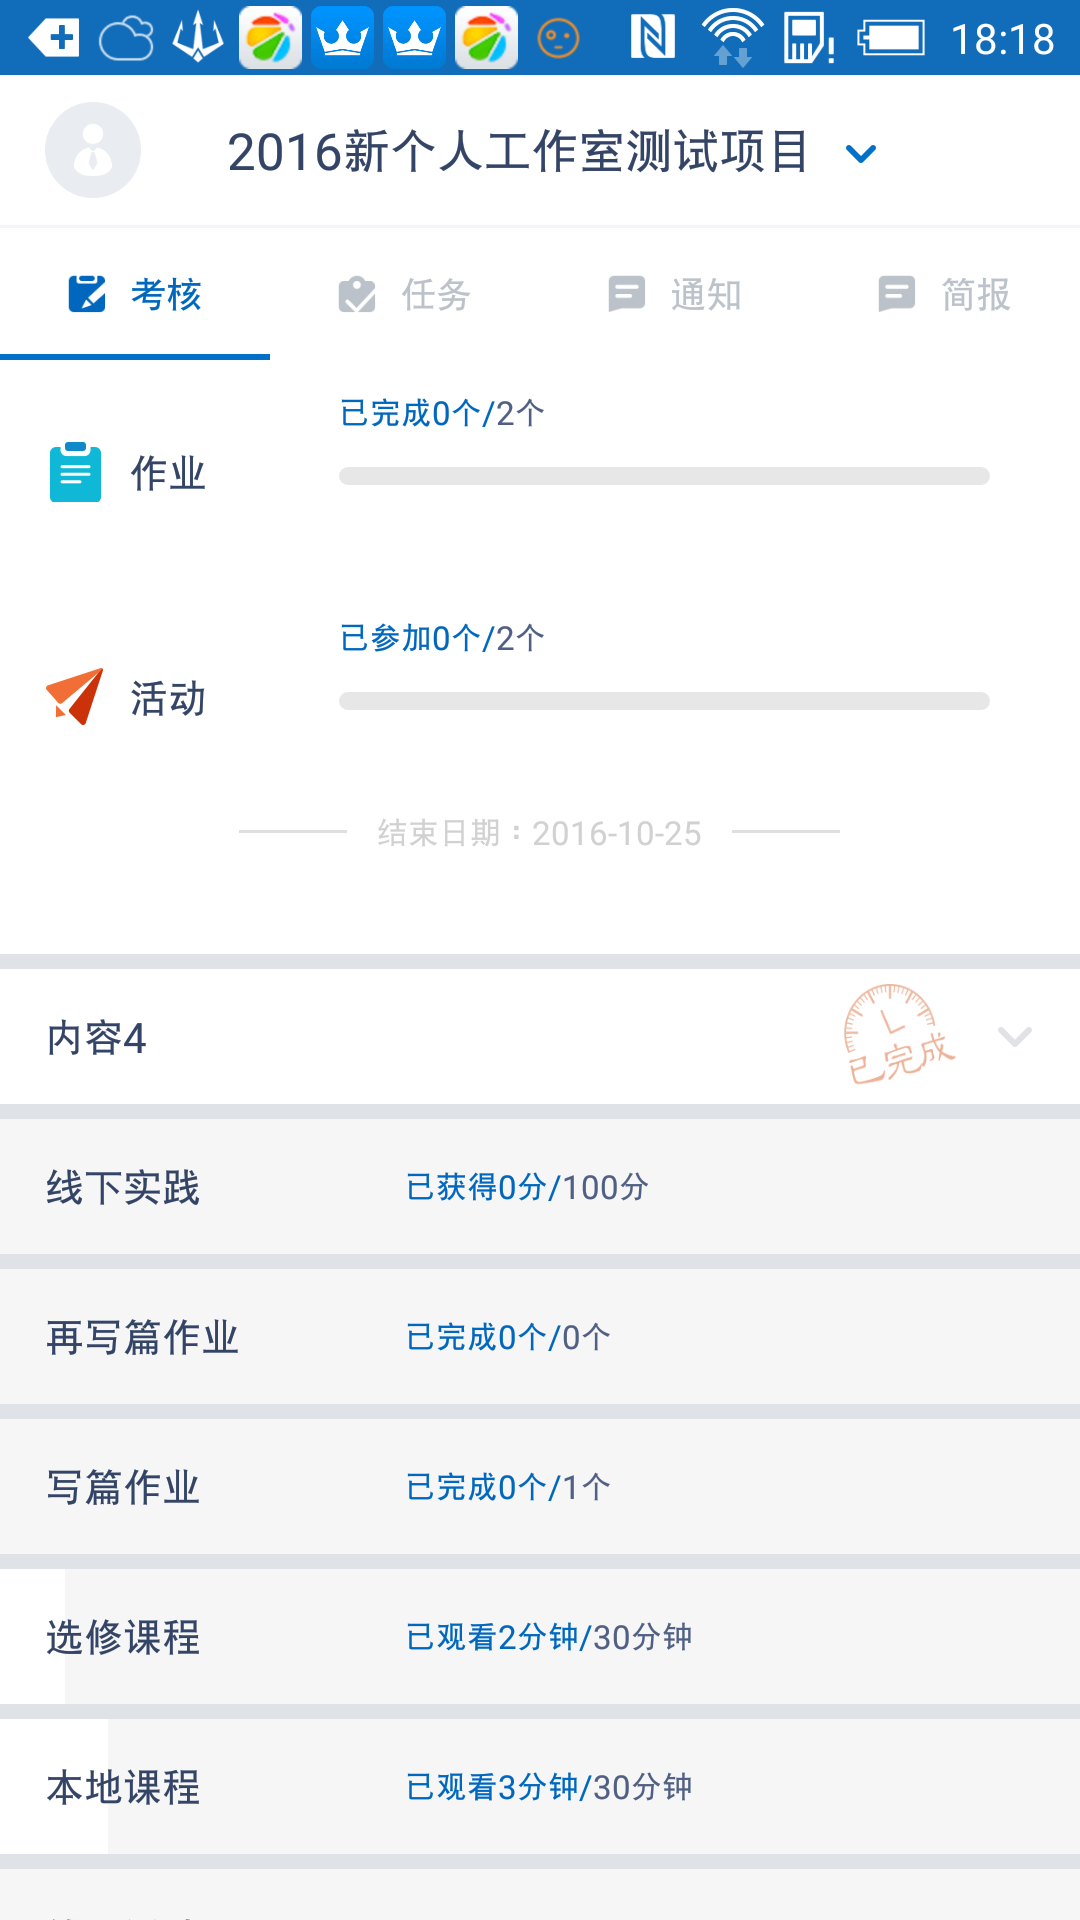 18:18
2016新个人工作室测试项目
考核 任务 通知 简报
已完成0个/2个
作业
已参加0个/2个
活动
结束日期：2016-10-25
内容4 已完成
线下实践 已获得0分/100分
再写篇作业 已完成0个/0个
写篇作业 已完成0个/1个
选修课程 已观看2分钟/30分钟
本地课程 已观看3分钟/30分钟